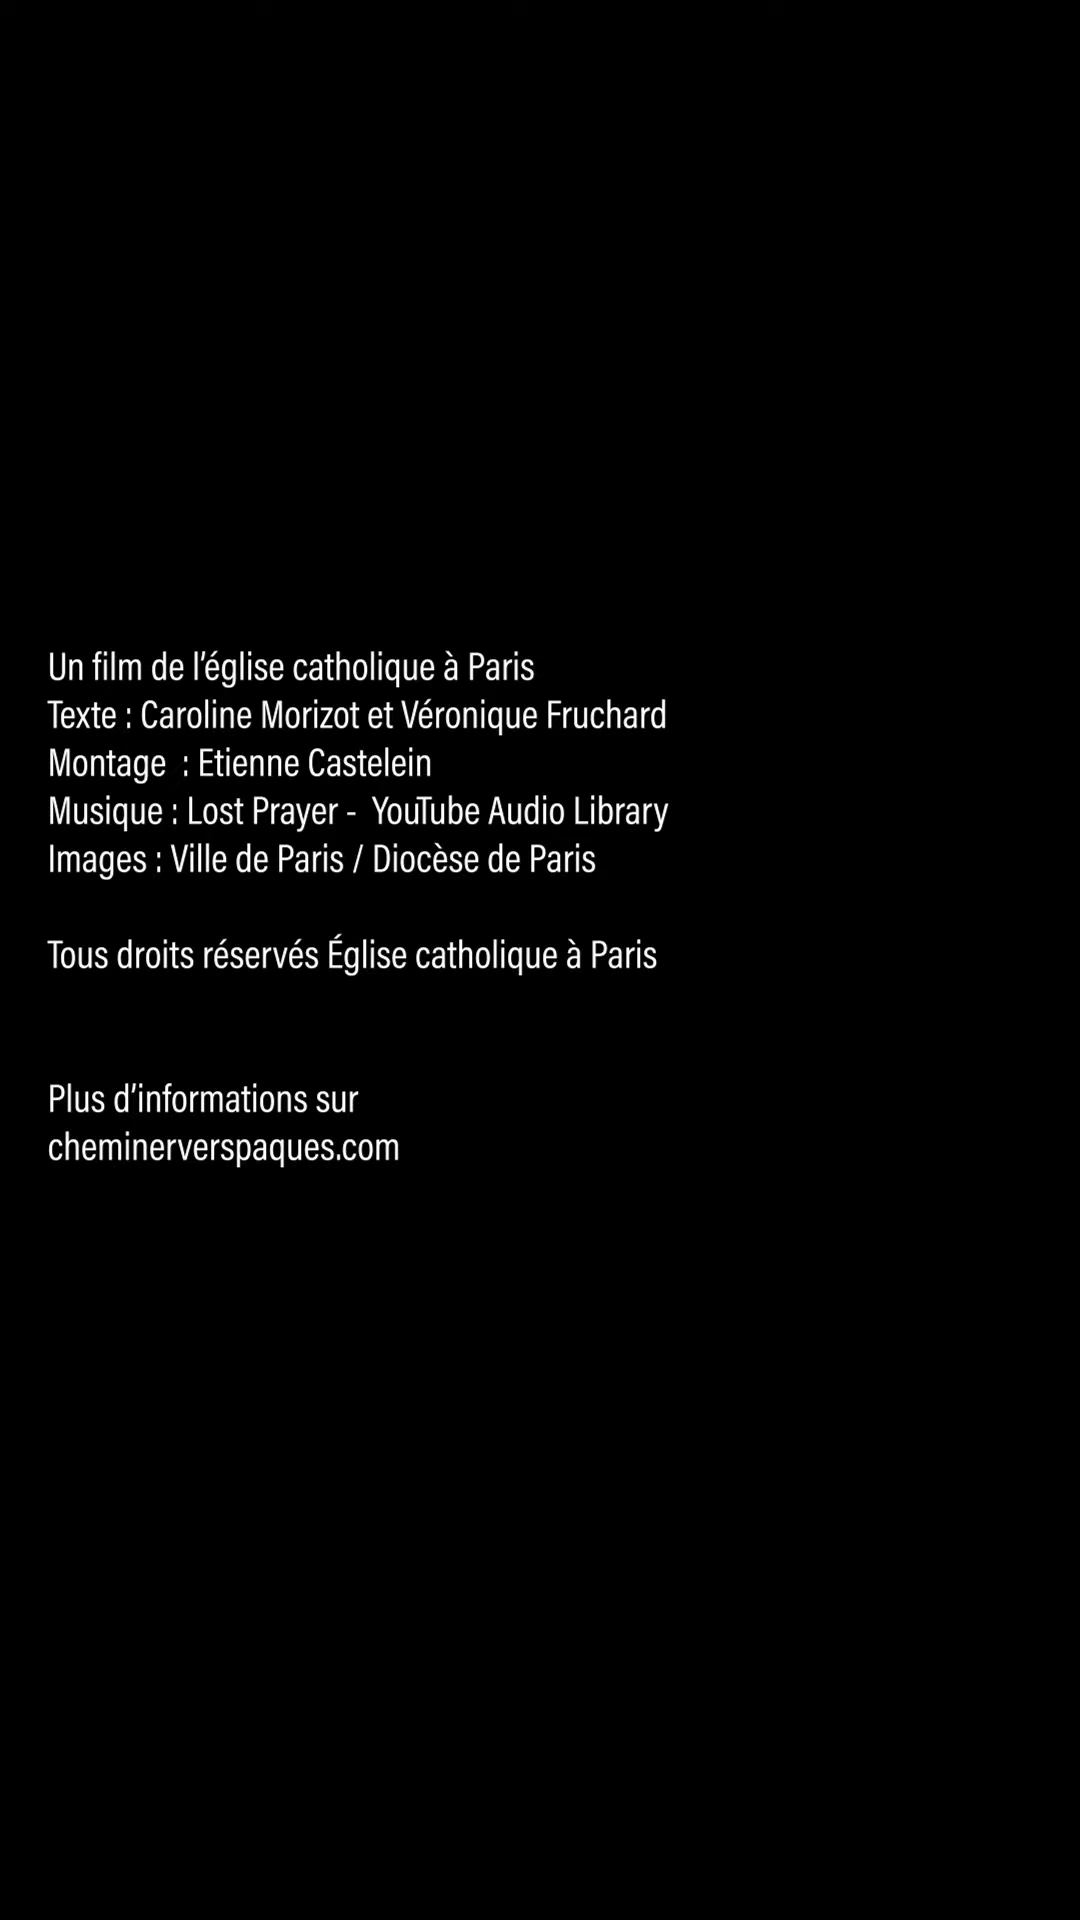 Un film de l’église catholique à Paris
Texte : Caroline Morizot et Véronique Fruchard
Montage  : Etienne Castelein
Musique : Lost Prayer -  YouTube Audio Library
Images : Ville de Paris / Diocèse de Paris
Tous droits réservés Église catholique à Paris
Plus d’informations sur
cheminerverspaques.com